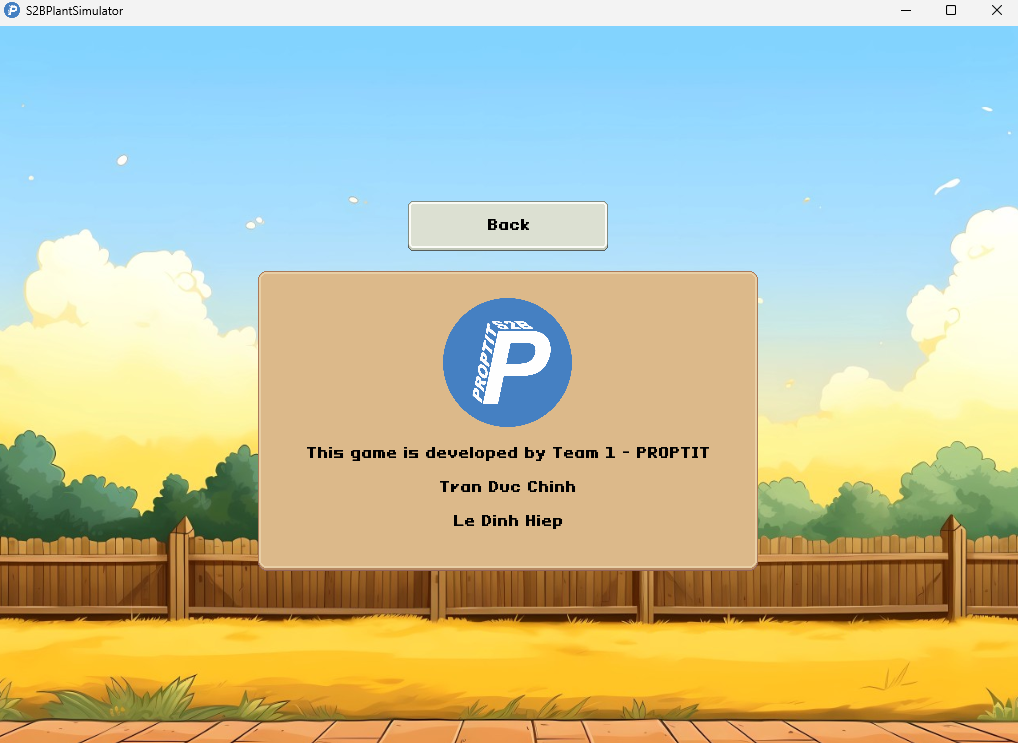 S2BPlantSimulator
Back
PROPTIT S2B
P
This game is developed by Team 1 - PROPTIT
Tran Duc Chinh
Le Dinh Hiep